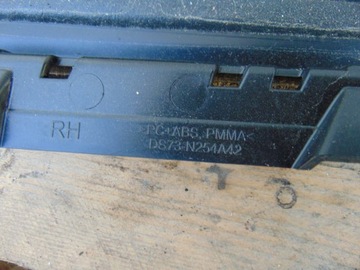 >RH
>PC+ABS, PMMA<
DS73-N254A42